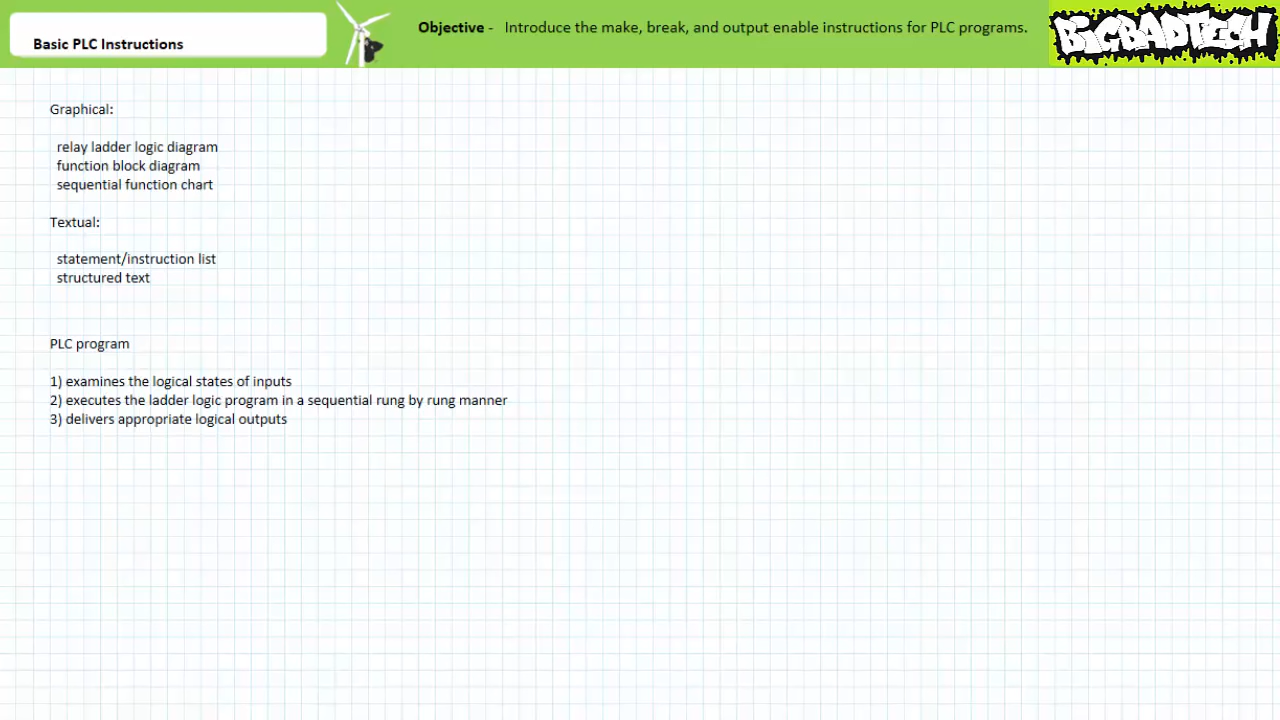 Basic PLC Instructions
Objective - Introduce the make, break, and output enable instructions for PLC programs.
BIGBADTECH
Graphical:
relay ladder logic diagram
function block diagram
sequential function chart
Textual:
statement/instruction list
structured text
PLC program
1) examines the logical states of inputs
2) executes the ladder logic program in a sequential rung by rung manner
3) delivers appropriate logical outputs